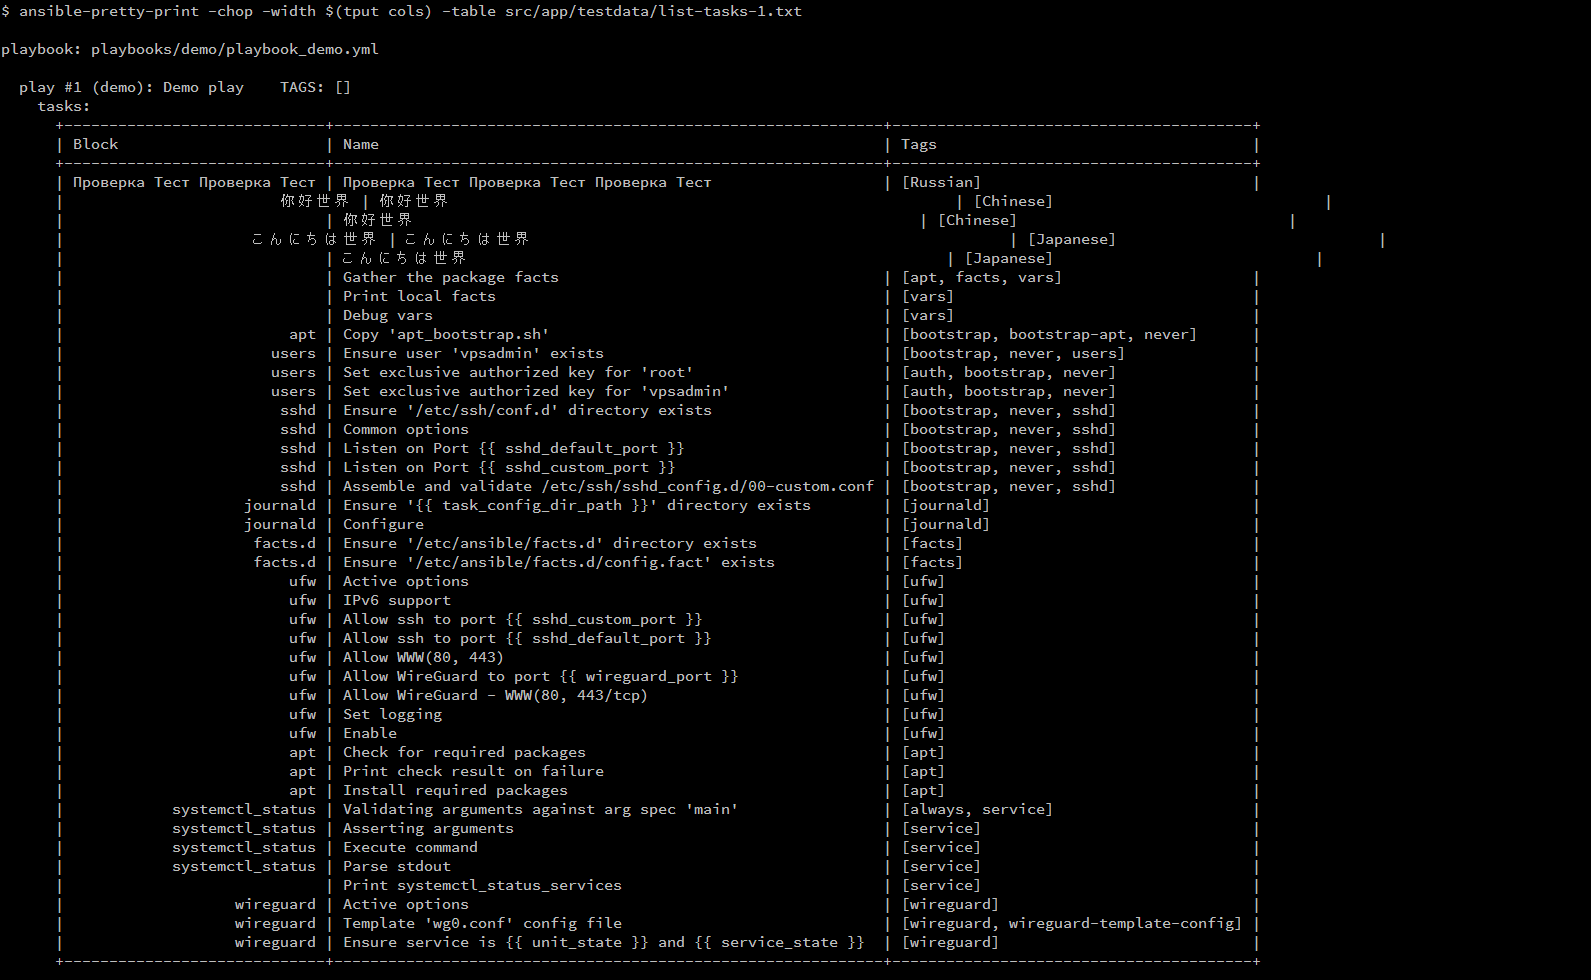 $ ansible-pretty-print -chop -width $(tput cols) -table src/app/testdata/list-tasks-1.txt
playbook: playbooks/demo/playbook_demo.yml
play #1 (demo): Demo play    TAGS: []
tasks:
+-----------------------------+-------------------------------------------------------------+----------------------------------------+
| Block | Name | Tags |
+-----------------------------+-------------------------------------------------------------+----------------------------------------+
| Проверка Тест Проверка Тест | Проверка Тест Проверка Тест Проверка Тест | [Russian] |
| 你好世界 | 你好世界 | [Chinese] |
| | 你好世界 | [Chinese] |
| こんにちは世界 | こんにちは世界 | [Japanese] |
| | こんにちは世界 | [Japanese] |
| | Gather the package facts | [apt, facts, vars] |
| | Print local facts | [vars] |
| | Debug vars | [vars] |
| apt | Copy 'apt_bootstrap.sh' | [bootstrap, bootstrap-apt, never] |
| users | Ensure user 'vpsadmin' exists | [bootstrap, never, users] |
| users | Set exclusive authorized key for 'root' | [auth, bootstrap, never] |
| users | Set exclusive authorized key for 'vpsadmin' | [auth, bootstrap, never] |
| sshd | Ensure '/etc/ssh/conf.d' directory exists | [bootstrap, never, sshd] |
| sshd | Common options | [bootstrap, never, sshd] |
| sshd | Listen on Port {{ sshd_default_port }} | [bootstrap, never, sshd] |
| sshd | Listen on Port {{ sshd_custom_port }} | [bootstrap, never, sshd] |
| sshd | Assemble and validate /etc/ssh/sshd_config.d/00-custom.conf | [bootstrap, never, sshd] |
| journald | Ensure '{{ task_config_dir_path }}' directory exists | [journald] |
| journald | Configure | [journald] |
| facts.d | Ensure '/etc/ansible/facts.d' directory exists | [facts] |
| facts.d | Ensure '/etc/ansible/facts.d/config.fact' exists | [facts] |
| ufw | Active options | [ufw] |
| ufw | IPv6 support | [ufw] |
| ufw | Allow ssh to port {{ sshd_custom_port }} | [ufw] |
| ufw | Allow ssh to port {{ sshd_default_port }} | [ufw] |
| ufw | Allow WWW(80, 443) | [ufw] |
| ufw | Allow WireGuard to port {{ wireguard_port }} | [ufw] |
| ufw | Allow WireGuard - WWW(80, 443/tcp) | [ufw] |
| ufw | Set logging | [ufw] |
| ufw | Enable | [ufw] |
| apt | Check for required packages | [apt] |
| apt | Print check result on failure | [apt] |
| apt | Install required packages | [apt] |
| systemctl_status | Validating arguments against arg spec 'main' | [always, service] |
| systemctl_status | Asserting arguments | [service] |
| systemctl_status | Execute command | [service] |
| systemctl_status | Parse stdout | [service] |
| | Print systemctl_status_services | [service] |
| wireguard | Active options | [wireguard] |
| wireguard | Template 'wg0.conf' config file | [wireguard, wireguard-template-config] |
| wireguard | Ensure service is {{ unit_state }} and {{ service_state }} | [wireguard] |
+-----------------------------+-------------------------------------------------------------+----------------------------------------+